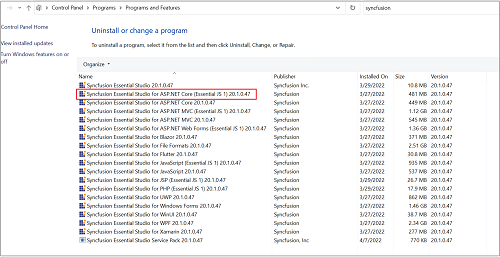 Control Panel > Programs > Programs and Features
syncfusion
Control Panel Home
View installed updates
Turn Windows features on or off
Uninstall or change a program
To uninstall a program, select it from the list and then click Uninstall, Change, or Repair.
Organize
Name Publisher Installed On Size Version
Syncfusion Essential Studio 20.1.0.47 Syncfusion Inc. 3/29/2022 10.8 MB 20.1.0.47
Syncfusion Essential Studio for ASP.NET Core (Essential JS 1) 20.1.0.47 Syncfusion 3/27/2022 481 MB 20.1.0.47
Syncfusion Essential Studio for ASP.NET Core 20.1.0.47 Syncfusion 3/27/2022 449 MB 20.1.0.47
Syncfusion Essential Studio for ASP.NET MVC (Essential JS 1) 20.1.0.47 Syncfusion 3/27/2022 1.12 GB 20.1.0.47
Syncfusion Essential Studio for ASP.NET MVC 20.1.0.47 Syncfusion 3/27/2022 545 MB 20.1.0.47
Syncfusion Essential Studio for ASP.NET Web Forms (Essential JS 1) 20.1.0.47 Syncfusion 3/27/2022 1.36 GB 20.1.0.47
Syncfusion Essential Studio for Blazor 20.1.0.47 Syncfusion 3/27/2022 371 MB 20.1.0.47
Syncfusion Essential Studio for File Formats 20.1.0.47 Syncfusion 3/27/2022 2.51 GB 20.1.0.47
Syncfusion Essential Studio for Flutter 20.1.0.47 Syncfusion 3/27/2022 30.8 MB 20.1.0.47
Syncfusion Essential Studio for JavaScript (Essential JS 1) 20.1.0.47 Syncfusion 3/27/2022 935 MB 20.1.0.47
Syncfusion Essential Studio for JavaScript 20.1.0.47 Syncfusion 3/27/2022 537 MB 20.1.0.47
Syncfusion Essential Studio for JSP (Essential JS 1) 20.1.0.47 Syncfusion 3/29/2022 26.7 MB 20.1.0.47
Syncfusion Essential Studio for PHP (Essential JS 1) 20.1.0.47 Syncfusion 3/29/2022 17.9 MB 20.1.0.47
Syncfusion Essential Studio for UWP 20.1.0.47 Syncfusion 3/27/2022 862 MB 20.1.0.47
Syncfusion Essential Studio for Windows Forms 20.1.0.47 Syncfusion 3/27/2022 1.46 GB 20.1.0.47
Syncfusion Essential Studio for WinUI 20.1.0.47 Syncfusion 3/27/2022 38.7 MB 20.1.0.47
Syncfusion Essential Studio for WPF 20.1.0.47 Syncfusion 3/27/2022 2.34 GB 20.1.0.47
Syncfusion Essential Studio for Xamarin 20.1.0.47 Syncfusion 3/27/2022 277 MB 20.1.0.47
Syncfusion Essential Studio Service Pack 20.1.0.47 Syncfusion, Inc 4/7/2022 770 KB 20.1.0.47